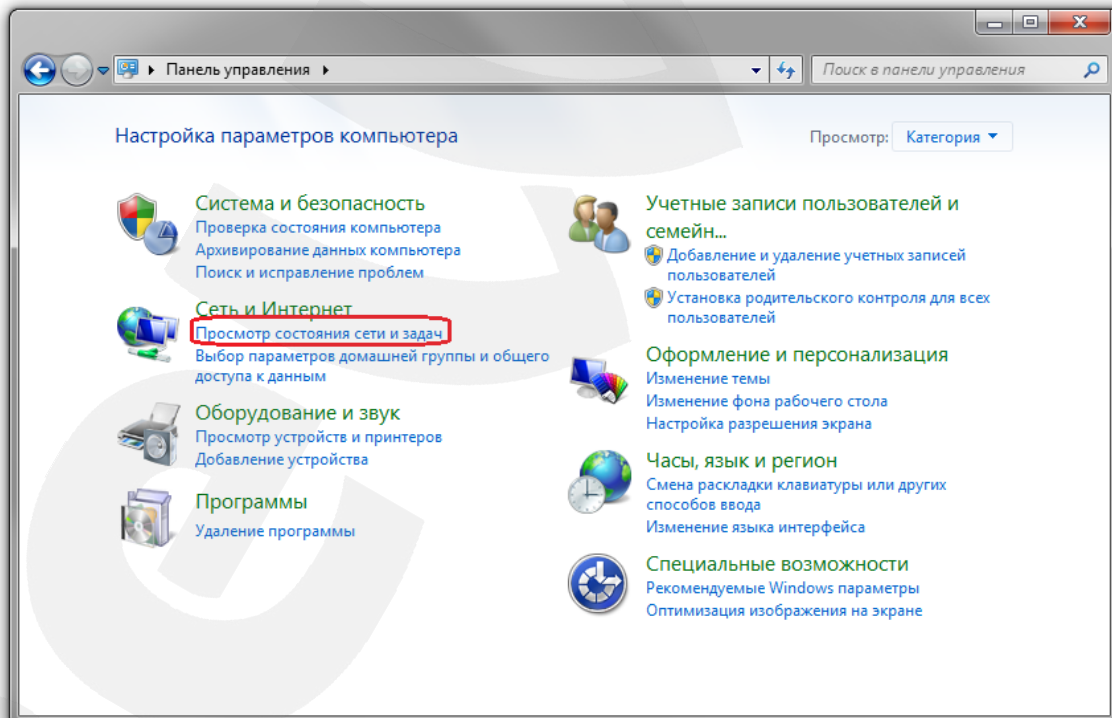 Панель управления
Поиск в панели управления
Настройка параметров компьютера
Просмотр: Категория
Система и безопасность
Проверка состояния компьютера
Архивирование данных компьютера
Поиск и исправление проблем
Сеть и Интернет
Просмотр состояния сети и задач
Выбор параметров домашней группы и общего
доступа к данным
Оборудование и звук
Просмотр устройств и принтеров
Добавление устройства
Программы
Удаление программы
Учетные записи пользователей и
семейн...
Добавление и удаление учетных записей
пользователей
Установка родительского контроля для всех
пользователей
Оформление и персонализация
Изменение темы
Изменение фона рабочего стола
Настройка разрешения экрана
Часы, язык и регион
Смена раскладки клавиатуры или других
способов ввода
Изменение языка интерфейса
Специальные возможности
Рекомендуемые Windows параметры
Оптимизация изображения на экране